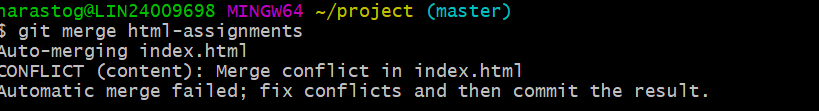 harastog@LIN24009698 MINGW64 ~/project (master)
$ git merge html-assignments
Auto-merging index.html
CONFLICT (content): Merge conflict in index.html
Automatic merge failed; fix conflicts and then commit the result.